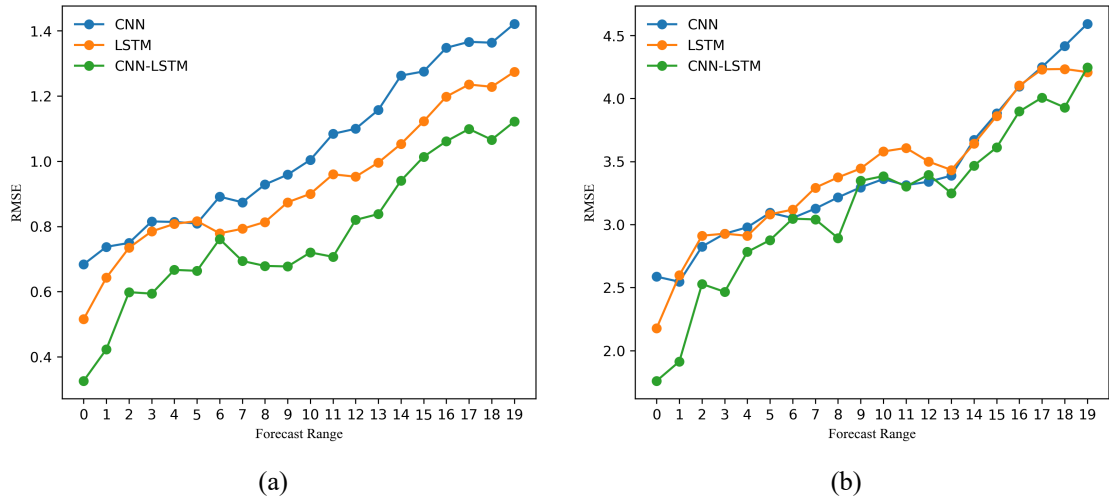 CNN
LSTM
CNN-LSTM
1.4
1.2
1.0
0.8
0.6
0.4
RMSE
0 1 2 3 4 5 6 7 8 9 10 11 12 13 14 15 16 17 18 19
Forecast Range
(a)
CNN
LSTM
CNN-LSTM
4.5
4.0
3.5
3.0
2.5
2.0
RMSE
0 1 2 3 4 5 6 7 8 9 10 11 12 13 14 15 16 17 18 19
Forecast Range
(b)